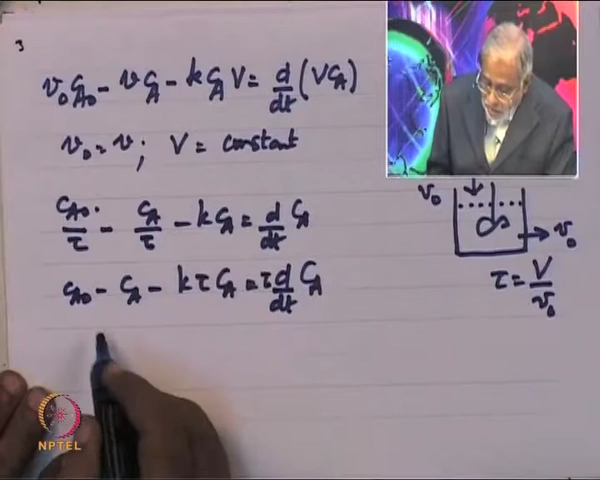 3
v₀C_A₀ - vC_A - kC_A V = d/dt (VC_A)
v₀ = v ; V = constant
C_A₀/τ - C_A/τ - kC_A = d/dt C_A
C_A₀ - C_A - kτC_A = τ d/dt C_A
v₀
v₀
τ = V/v₀
NPTEL